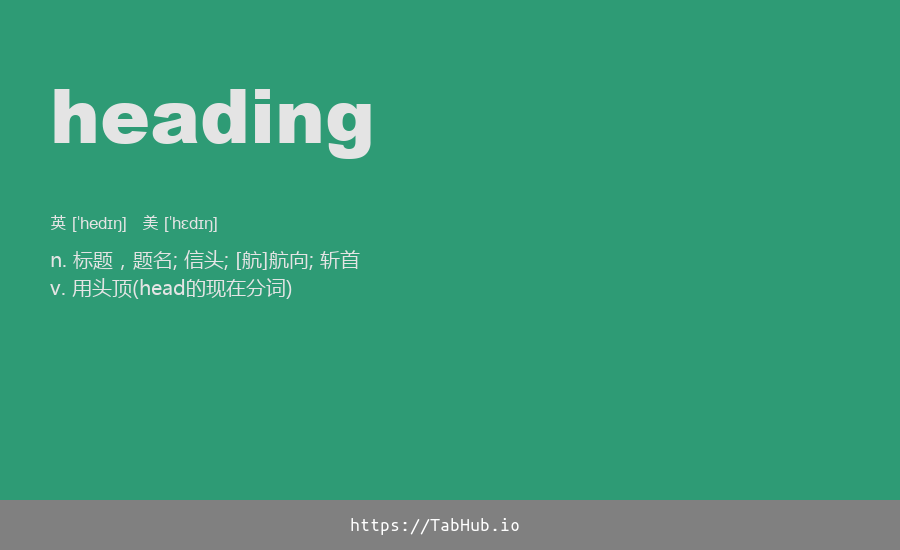 heading
英 [ˈhedɪŋ] 美 [ˈhɛdɪŋ]
n. 标题，题名; 信头; [航]航向; 斩首
v. 用头顶(head的现在分词)
https://TabHub.io